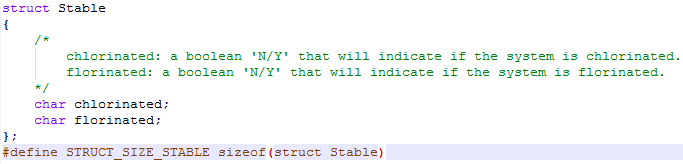 struct Stable
{
/*
chlorinated: a boolean 'N/Y' that will indicate if the system is chlorinated.
florinated: a boolean 'N/Y' that will indicate if the system is florinated.
*/
char chlorinated;
char florinated;
};
#define STRUCT_SIZE_STABLE sizeof(struct Stable)